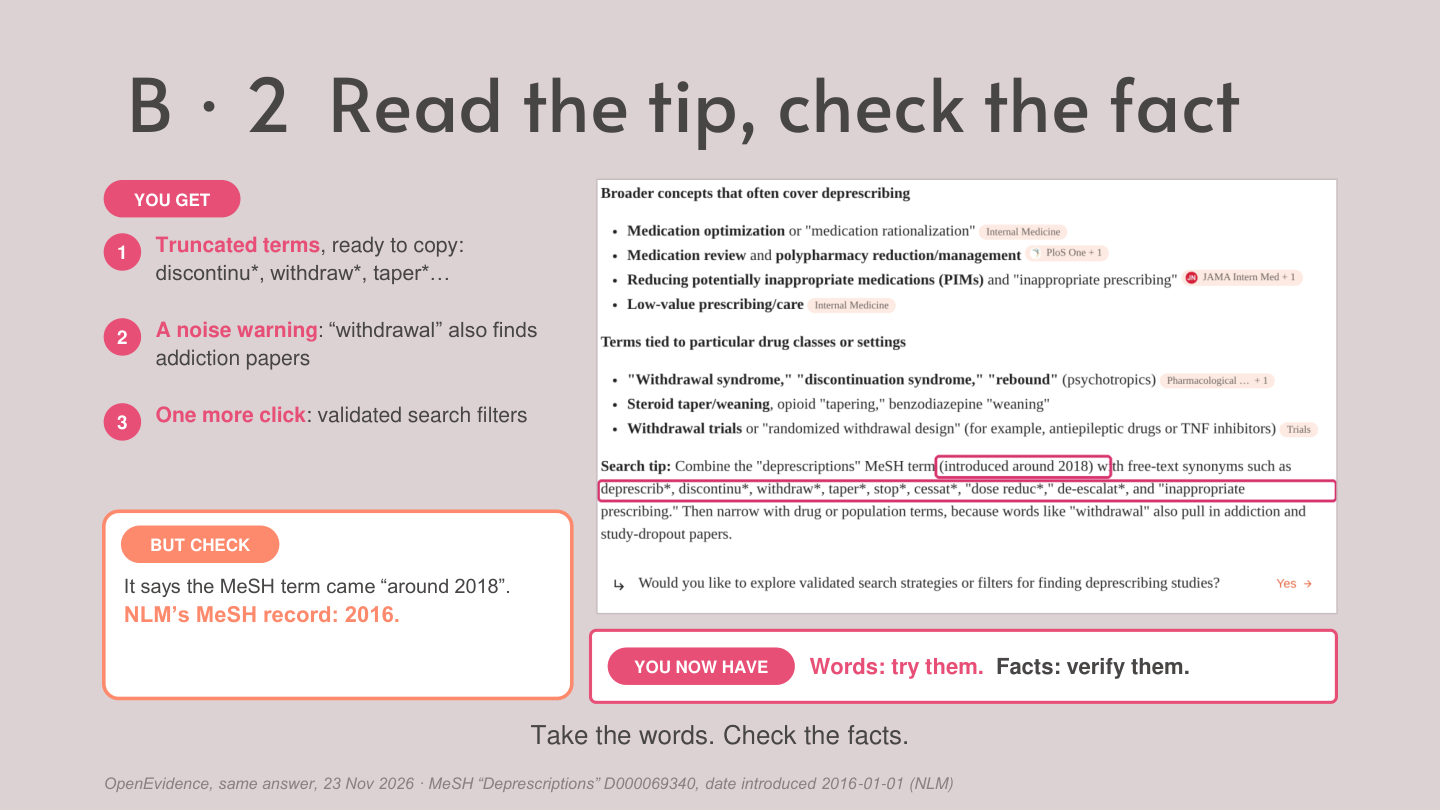 B · 2 Read the tip, check the fact
YOU GET
1
Truncated terms, ready to copy:
discontinu*, withdraw*, taper*…
2
A noise warning: “withdrawal” also finds
addiction papers
3
One more click: validated search filters
BUT CHECK
It says the MeSH term came “around 2018”.
NLM’s MeSH record: 2016.
Broader concepts that often cover deprescribing
• Medication optimization or "medication rationalization" Internal Medicine
• Medication review and polypharmacy reduction/management PloS One + 1
• Reducing potentially inappropriate medications (PIMs) and "inappropriate prescribing" JN JAMA Intern Med + 1
• Low-value prescribing/care Internal Medicine
Terms tied to particular drug classes or settings
• "Withdrawal syndrome," "discontinuation syndrome," "rebound" (psychotropics) Pharmacological … + 1
• Steroid taper/weaning, opioid "tapering," benzodiazepine "weaning"
• Withdrawal trials or "randomized withdrawal design" (for example, antiepileptic drugs or TNF inhibitors) Trials
Search tip: Combine the "deprescriptions" MeSH term (introduced around 2018) with free-text synonyms such as
deprescrib*, discontinu*, withdraw*, taper*, stop*, cessat*, "dose reduc*," de-escalat*, and "inappropriate
prescribing." Then narrow with drug or population terms, because words like "withdrawal" also pull in addiction and
study-dropout papers.
↳ Would you like to explore validated search strategies or filters for finding deprescribing studies? Yes →
YOU NOW HAVE Words: try them. Facts: verify them.
Take the words. Check the facts.
OpenEvidence, same answer, 23 Nov 2026 · MeSH “Deprescriptions” D000069340, date introduced 2016-01-01 (NLM)